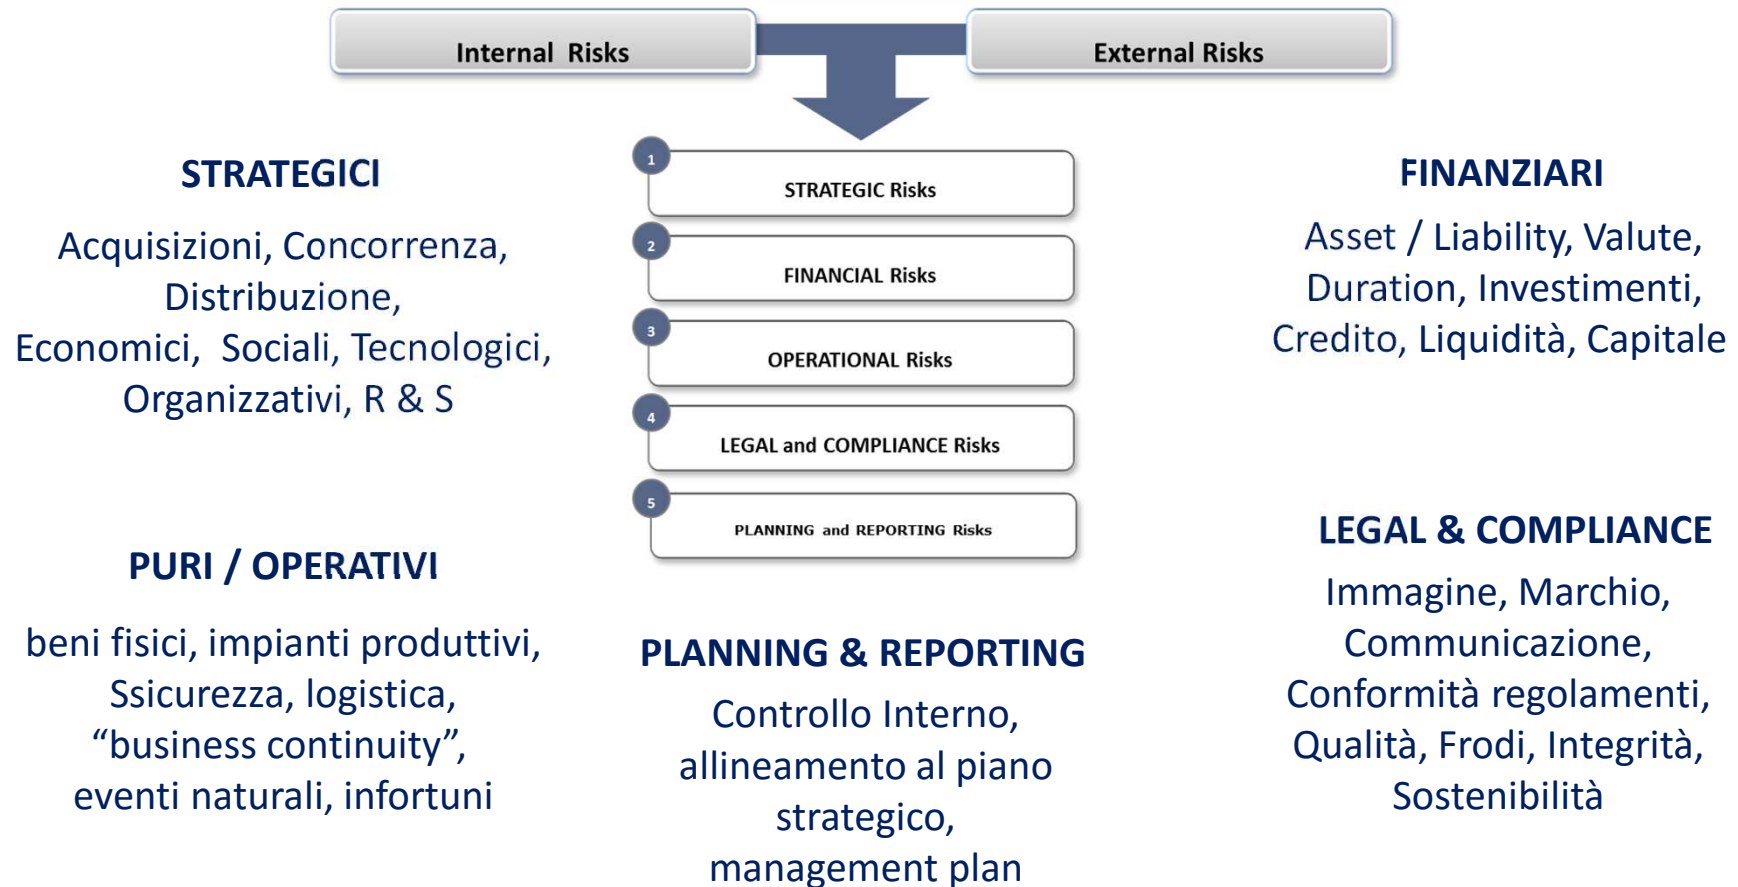 Internal Risks
External Risks
1
STRATEGIC Risks
2
FINANCIAL Risks
3
OPERATIONAL Risks
4
LEGAL and COMPLIANCE Risks
5
PLANNING and REPORTING Risks
STRATEGICI
Acquisizioni, Concorrenza,
Distribuzione,
Economici, Sociali, Tecnologici,
Organizzativi, R & S
FINANZIARI
Asset / Liability, Valute,
Duration, Investimenti,
Credito, Liquidità, Capitale
PURI / OPERATIVI
beni fisici, impianti produttivi,
Ssicurezza, logistica,
“business continuity”,
eventi naturali, infortuni
PLANNING & REPORTING
Controllo Interno,
allineamento al piano
strategico,
management plan
LEGAL & COMPLIANCE
Immagine, Marchio,
Communicazione,
Conformità regolamenti,
Qualità, Frodi, Integrità,
Sostenibilità